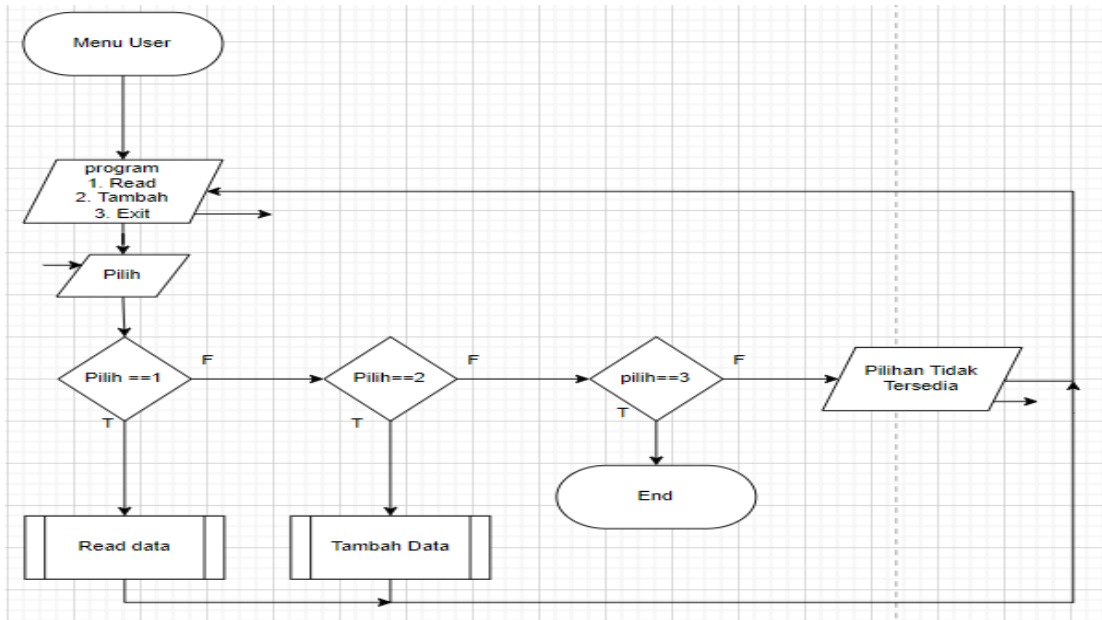 Menu User
program
1. Read
2. Tambah
3. Exit
Pilih
Pilih ==1
F
T
Pilih==2
F
T
pilih==3
F
T
Pilihan Tidak
Tersedia
End
Read data
Tambah Data